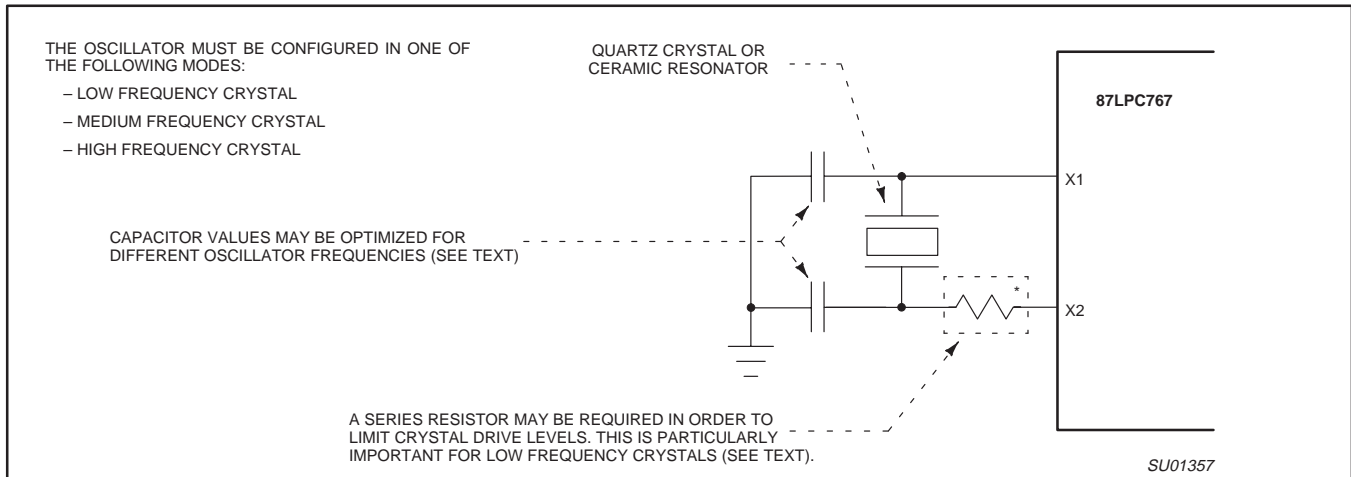 THE OSCILLATOR MUST BE CONFIGURED IN ONE OF
THE FOLLOWING MODES:
– LOW FREQUENCY CRYSTAL
– MEDIUM FREQUENCY CRYSTAL
– HIGH FREQUENCY CRYSTAL
QUARTZ CRYSTAL OR
CERAMIC RESONATOR
87LPC767
X1
CAPACITOR VALUES MAY BE OPTIMIZED FOR
DIFFERENT OSCILLATOR FREQUENCIES (SEE TEXT)
*
X2
A SERIES RESISTOR MAY BE REQUIRED IN ORDER TO
LIMIT CRYSTAL DRIVE LEVELS. THIS IS PARTICULARLY
IMPORTANT FOR LOW FREQUENCY CRYSTALS (SEE TEXT).
SU01357